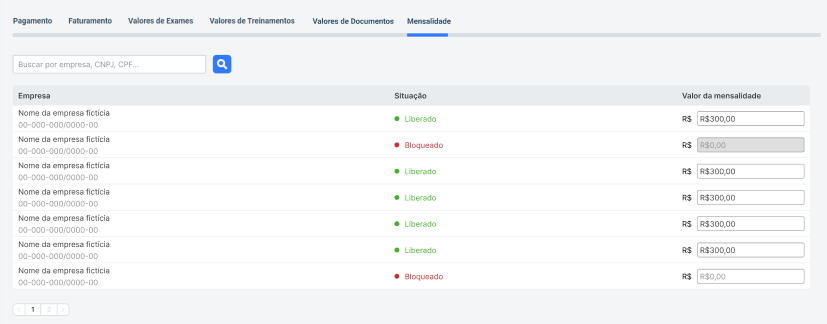 Pagamento Faturamento Valores de Exames Valores de Treinamentos Valores de Documentos Mensalidade
Buscar por empresa, CNPJ, CPF...
Empresa Situação Valor da mensalidade
Nome da empresa fictícia
00-000-000/0000-00
Liberado R$ R$300,00
Nome da empresa fictícia
00-000-000/0000-00
Bloqueado R$ R$0,00
Nome da empresa fictícia
00-000-000/0000-00
Liberado R$ R$300,00
Nome da empresa fictícia
00-000-000/0000-00
Liberado R$ R$300,00
Nome da empresa fictícia
00-000-000/0000-00
Liberado R$ R$300,00
Nome da empresa fictícia
00-000-000/0000-00
Liberado R$ R$300,00
Nome da empresa fictícia
00-000-000/0000-00
Bloqueado R$ R$0,00
‹ 1 2 ›